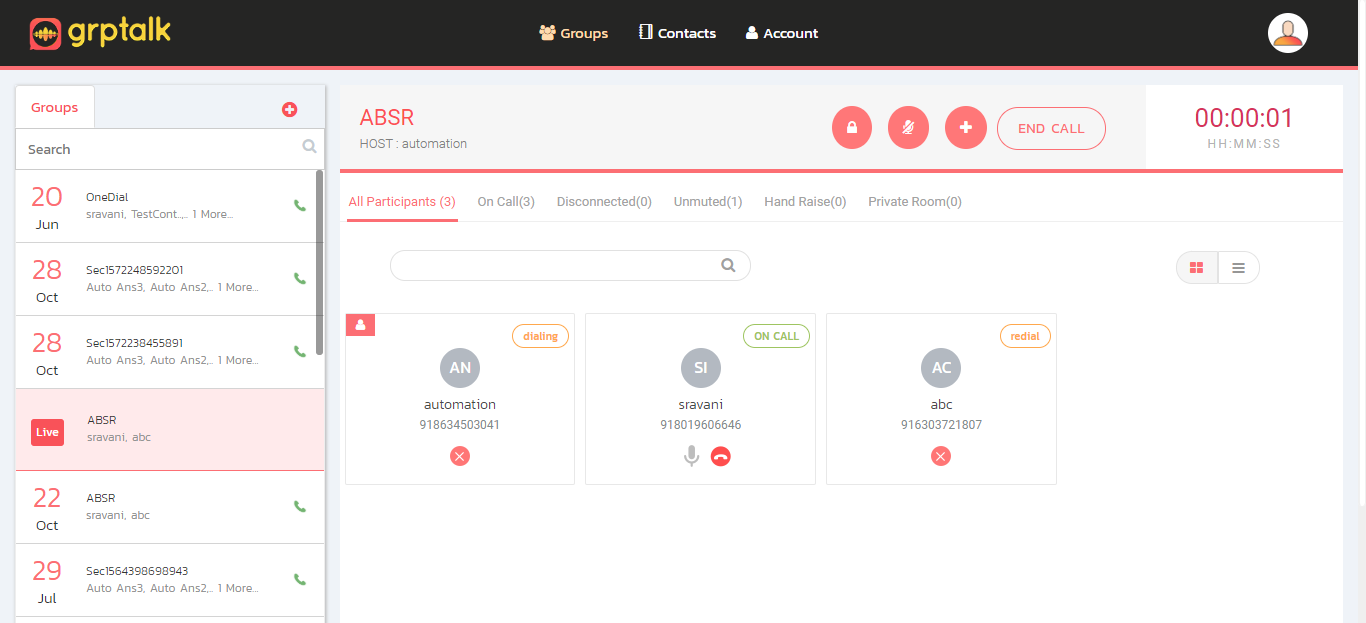 grptalk
Groups
Contacts
Account
Groups
Search
20
Jun
OneDial
sravani, TestCont..,.. 1 More...
28
Oct
Sec1572248592201
Auto Ans3, Auto Ans2,.. 1 More...
28
Oct
Sec1572238455891
Auto Ans3, Auto Ans2,.. 1 More...
Live
ABSR
sravani, abc
22
Oct
ABSR
sravani, abc
29
Jul
Sec1564398698943
Auto Ans3, Auto Ans2,.. 1 More...
ABSR
HOST : automation
END CALL
00:00:01
HH:MM:SS
All Participants (3)
On Call(3)
Disconnected(0)
Unmuted(1)
Hand Raise(0)
Private Room(0)
dialing
AN
automation
918634503041
ON CALL
SI
sravani
918019606646
redial
AC
abc
916303721807